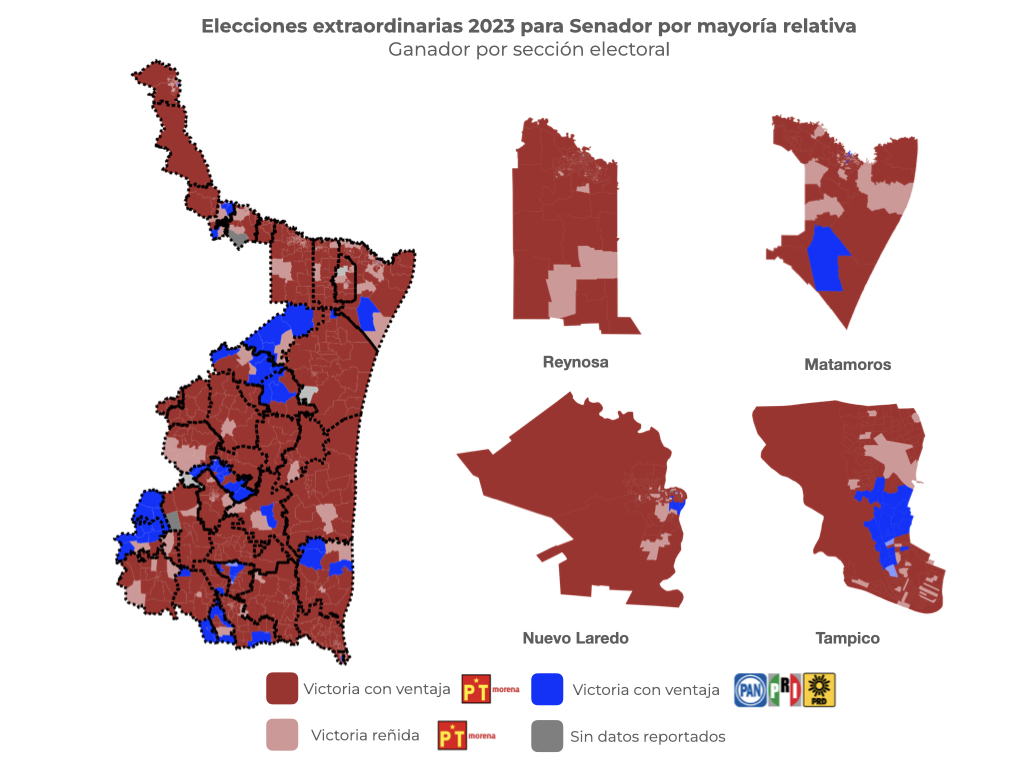 Elecciones extraordinarias 2023 para Senador por mayoría relativa
Ganador por sección electoral
Reynosa
Matamoros
Nuevo Laredo
Tampico
Victoria con ventaja PT morena
Victoria con ventaja PAN PRI PRD
Victoria reñida PT morena
Sin datos reportados